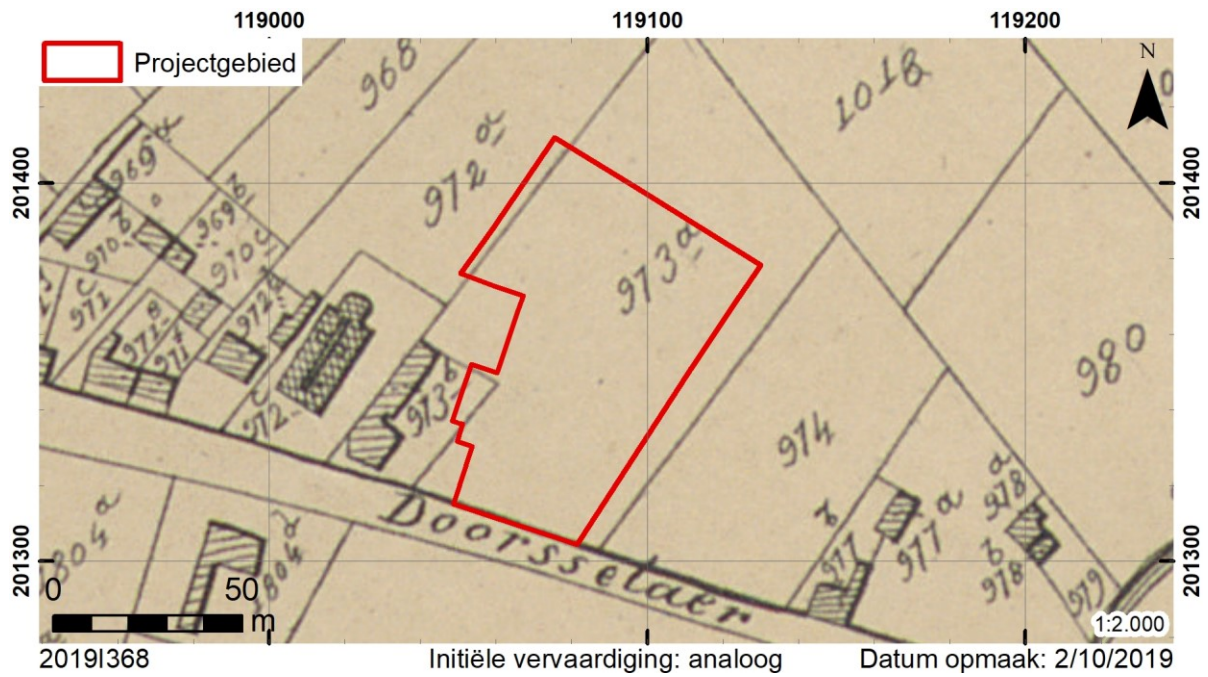 119000 119100 119200
Projectgebied
N
201400 201400
968
1018
972 a
973 a
969 a
969 b
970 b
970 c
971 c
972 d
980
974
972 c
973 b
978 a
977 a
977 b
978 b
979
Doorsselaer
804 a
804 d
201300 201300
0 50
m
1:2.000
2019I368 Initiële vervaardiging: analoog Datum opmaak: 2/10/2019